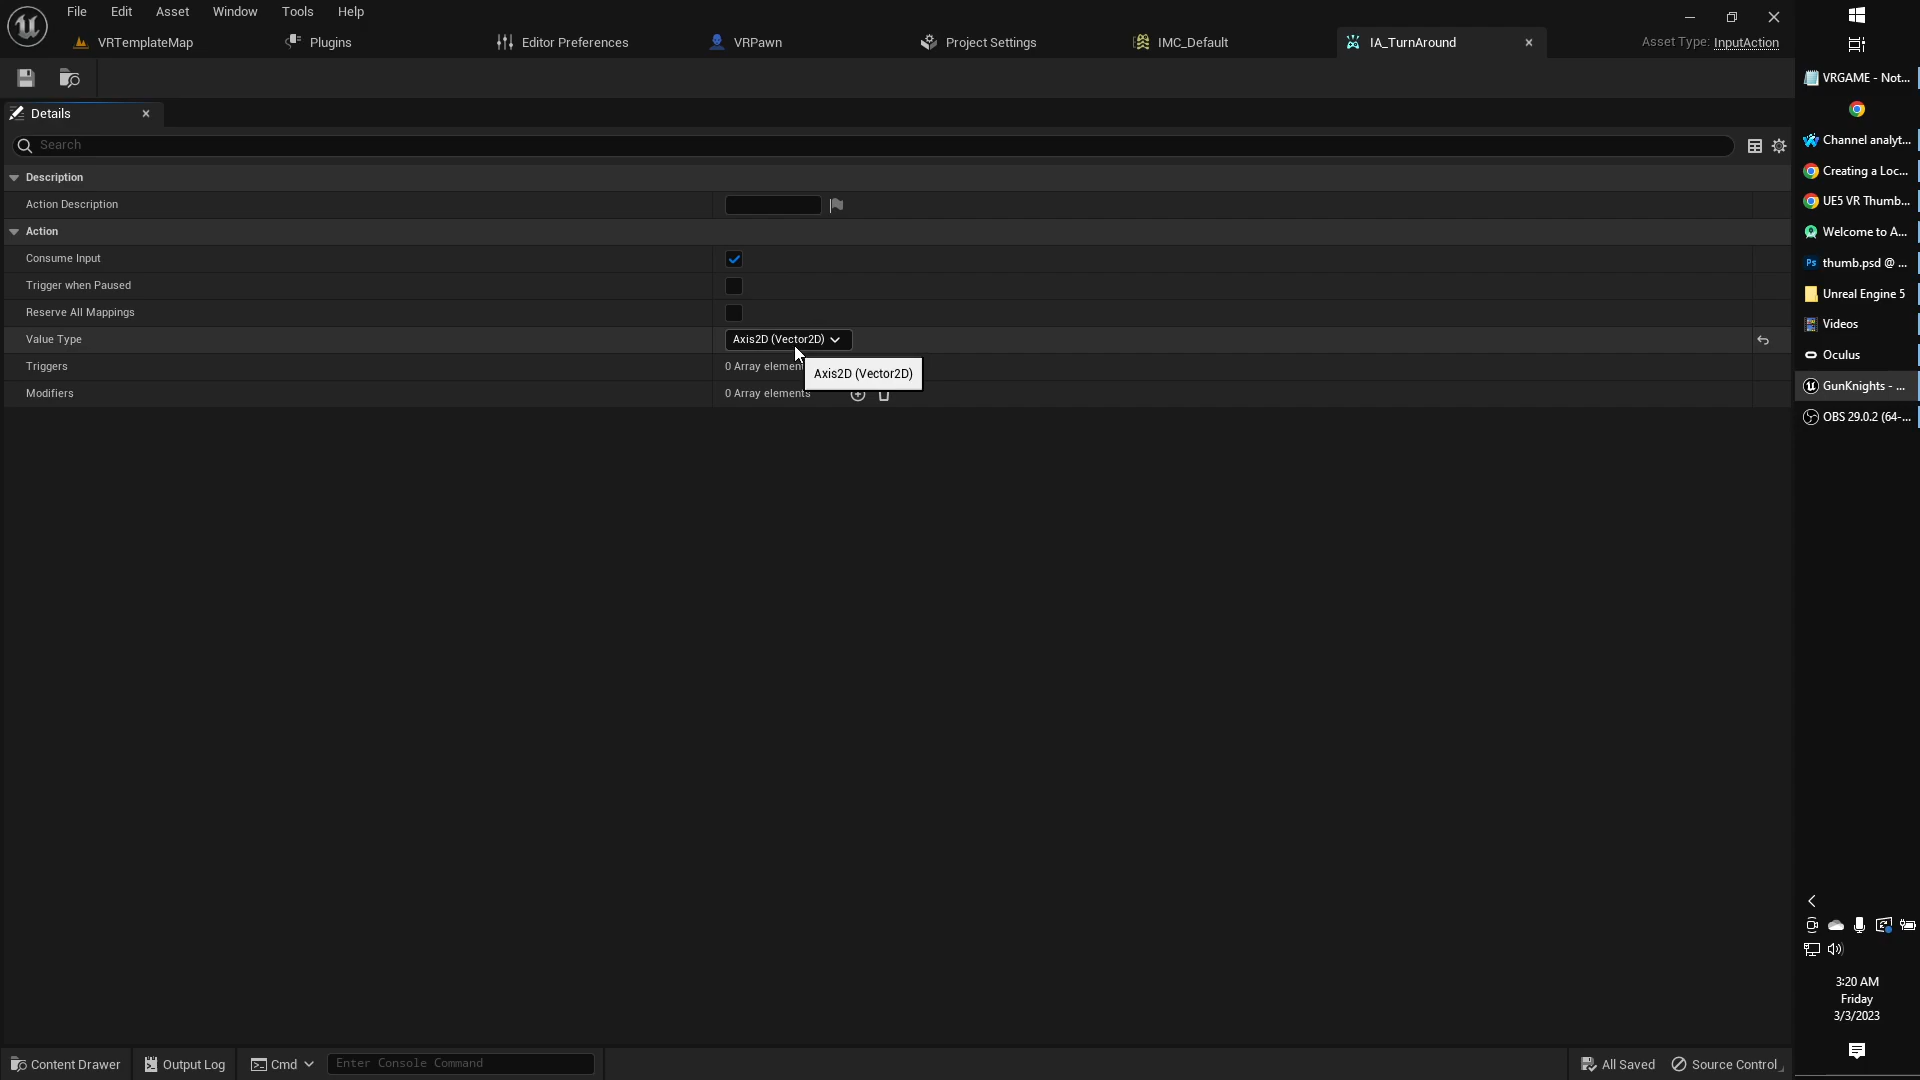 File Edit Asset Window Tools Help
VRTemplateMap Plugins Editor Preferences VRPawn Project Settings IMC_Default IA_TurnAround Asset Type: InputAction
Details
Search
Description
Action Description
Action
Consume Input
Trigger when Paused
Reserve All Mappings
Value Type Axis2D (Vector2D)
Triggers 0 Array elemen
Axis2D (Vector2D)
Modifiers 0 Array elements
Content Drawer Output Log Cmd Enter Console Command All Saved Source Control
VRGAME - Not...
Channel analyt...
Creating a Loc...
UE5 VR Thumb...
Welcome to A...
Ps thumb.psd @ ...
Unreal Engine 5
Videos
Oculus
GunKnights - ...
OBS 29.0.2 (64-...
3:20 AM
Friday
3/3/2023